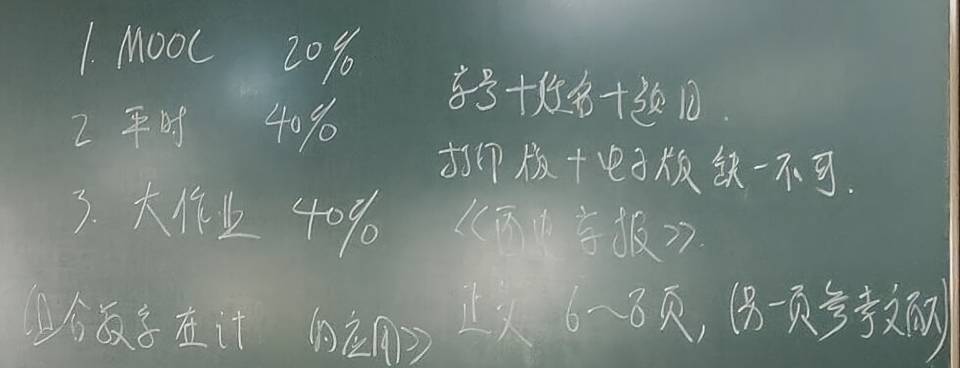 1. MOOC 20%
2 平时 40%
3. 大作业 40%
组合数学在计 的应用》
学号+姓名+题目.
打印版+电子版 缺一不可.
学报》.
正文 6~8页, (另一页参考文献)